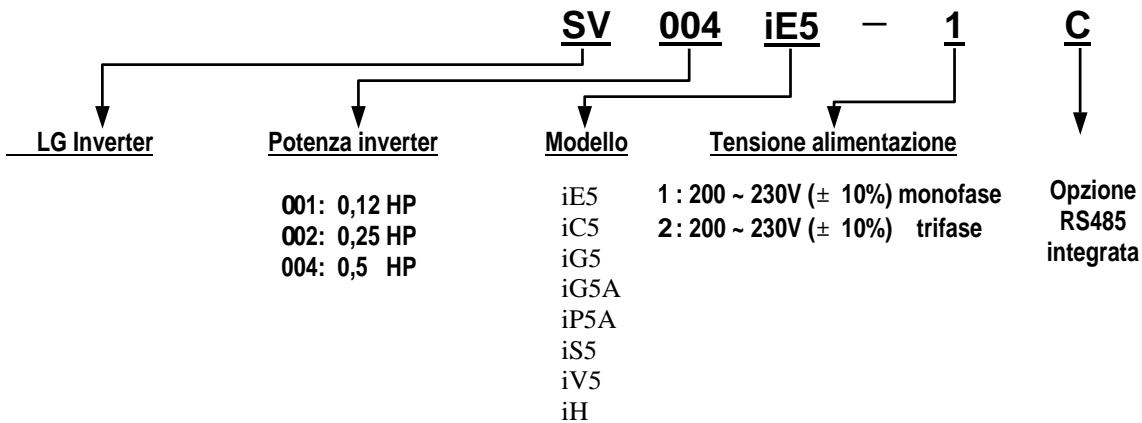 SV 004 iE5 – 1 C
LG Inverter
Potenza inverter
001: 0,12 HP
002: 0,25 HP
004: 0,5 HP
Modello
iE5
iC5
iG5
iG5A
iP5A
iS5
iV5
iH
Tensione alimentazione
1 : 200 ~ 230V (± 10%) monofase
2 : 200 ~ 230V (± 10%) trifase
Opzione
RS485
integrata